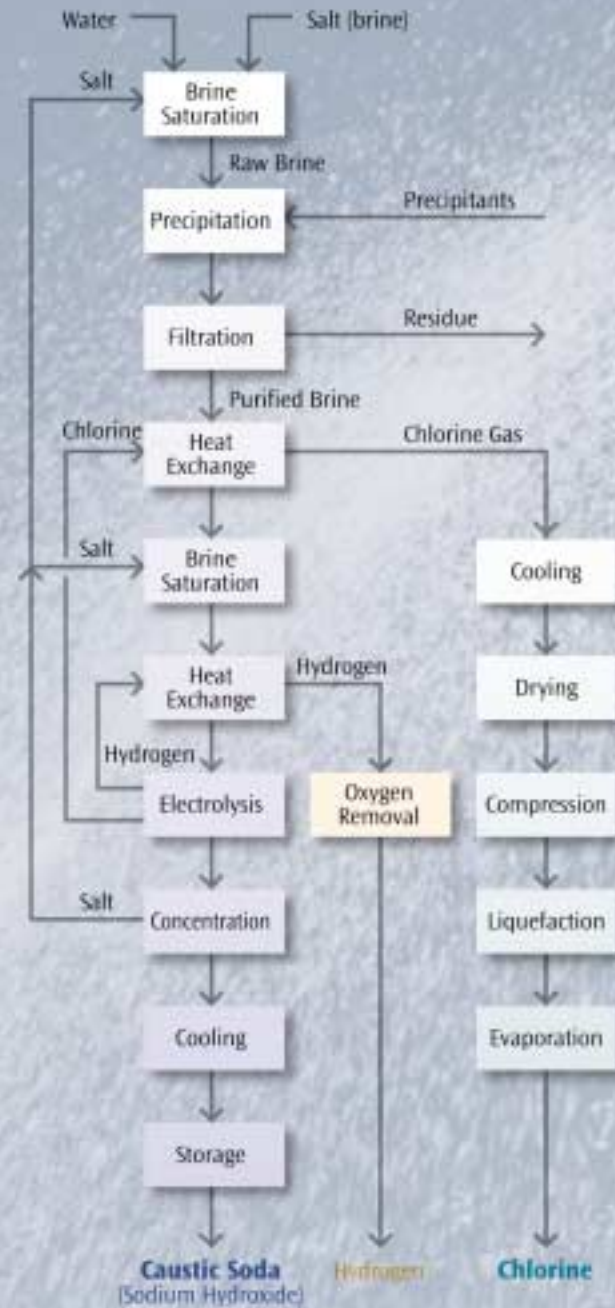 Water
Salt (brine)
Salt
Brine
Saturation
Raw Brine
Precipitants
Precipitation
Residue
Filtration
Purified Brine
Chlorine
Heat
Exchange
Chlorine Gas
Salt
Brine
Saturation
Cooling
Heat
Exchange
Hydrogen
Drying
Hydrogen
Electrolysis
Oxygen
Removal
Compression
Salt
Concentration
Liquefaction
Cooling
Evaporation
Storage
Caustic Soda
(Sodium Hydroxide)
Hydrogen
Chlorine